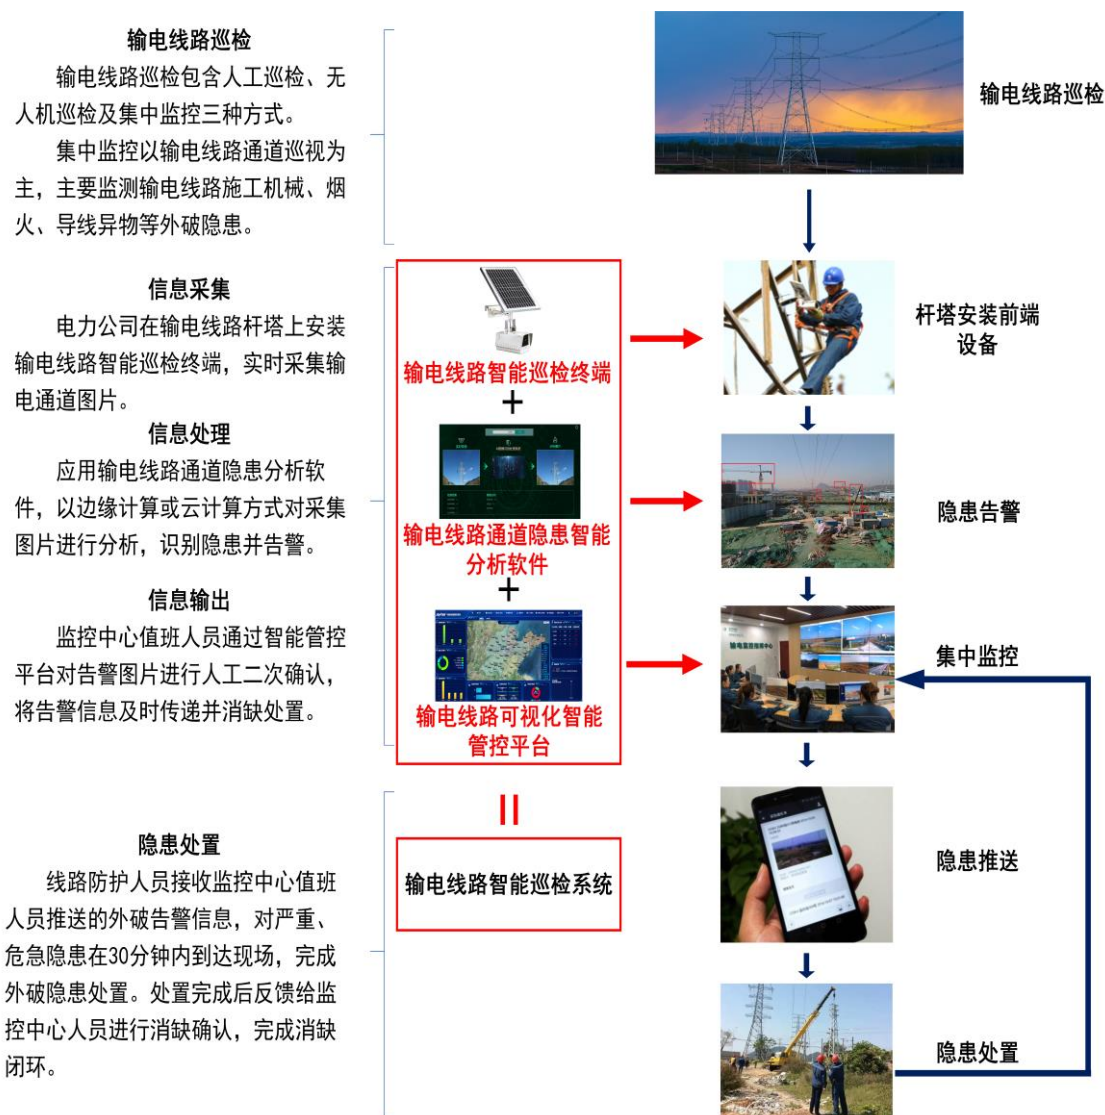 输电线路巡检
输电线路巡检包含人工巡检、无
人机巡检及集中监控三种方式。
集中监控以输电线路通道巡视为
主，主要监测输电线路施工机械、烟
火、导线异物等外破隐患。
信息采集
电力公司在输电线路杆塔上安装
输电线路智能巡检终端，实时采集输
电通道图片。
信息处理
应用输电线路通道隐患分析软
件，以边缘计算或云计算方式对采集
图片进行分析，识别隐患并告警。
信息输出
监控中心值班人员通过智能管控
平台对告警图片进行人工二次确认，
将告警信息及时传递并消缺处置。
隐患处置
线路防护人员接收监控中心值班
人员推送的外破告警信息，对严重、
危急隐患在30分钟内到达现场，完成
外破隐患处置。处置完成后反馈给监
控中心人员进行消缺确认，完成消缺
闭环。
输电线路智能巡检终端
+
输电线路通道隐患智能
分析软件
+
输电线路可视化智能
管控平台
输电线路智能巡检系统
输电线路巡检
杆塔安装前端
设备
隐患告警
集中监控
隐患推送
隐患处置